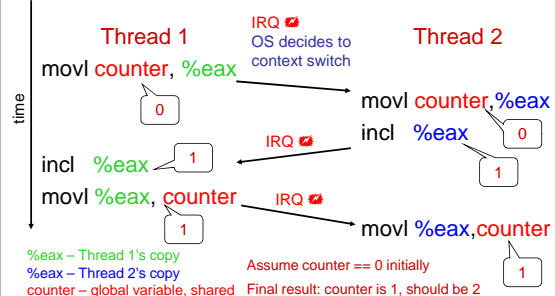 IRQ
OS decides to
context switch
Thread 1
Thread 2
time
movl counter, %eax
0
movl counter,%eax
0
incl %eax
1
IRQ
incl %eax
1
movl %eax, counter
1
IRQ
movl %eax,counter
1
%eax – Thread 1's copy
%eax – Thread 2's copy
counter – global variable, shared
Assume counter == 0 initially
Final result: counter is 1, should be 2